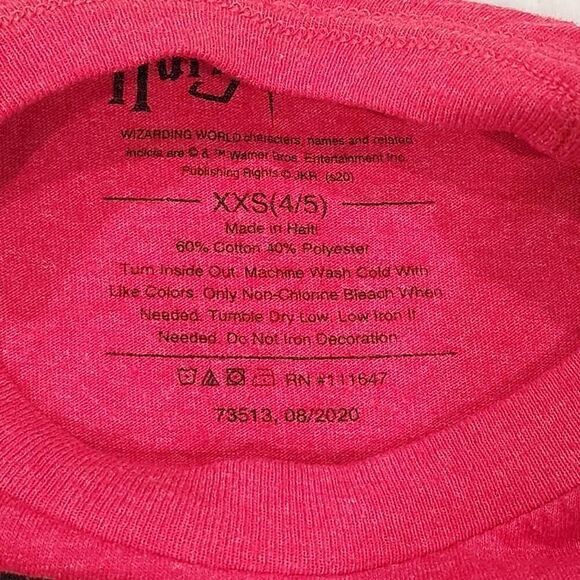 WIZARDING WORLD characters, names and related
indicia are © & ™ Warner Bros. Entertainment Inc.
Publishing Rights © JKR. (s20)
XXS(4/5)
Made in Haiti
60% Cotton 40% Polyester
Turn Inside Out. Machine Wash Cold With
Like Colors. Only Non-Chlorine Bleach When
Needed. Tumble Dry Low. Low Iron If
Needed. Do Not Iron Decoration.
RN #111647
73513, 08/2020